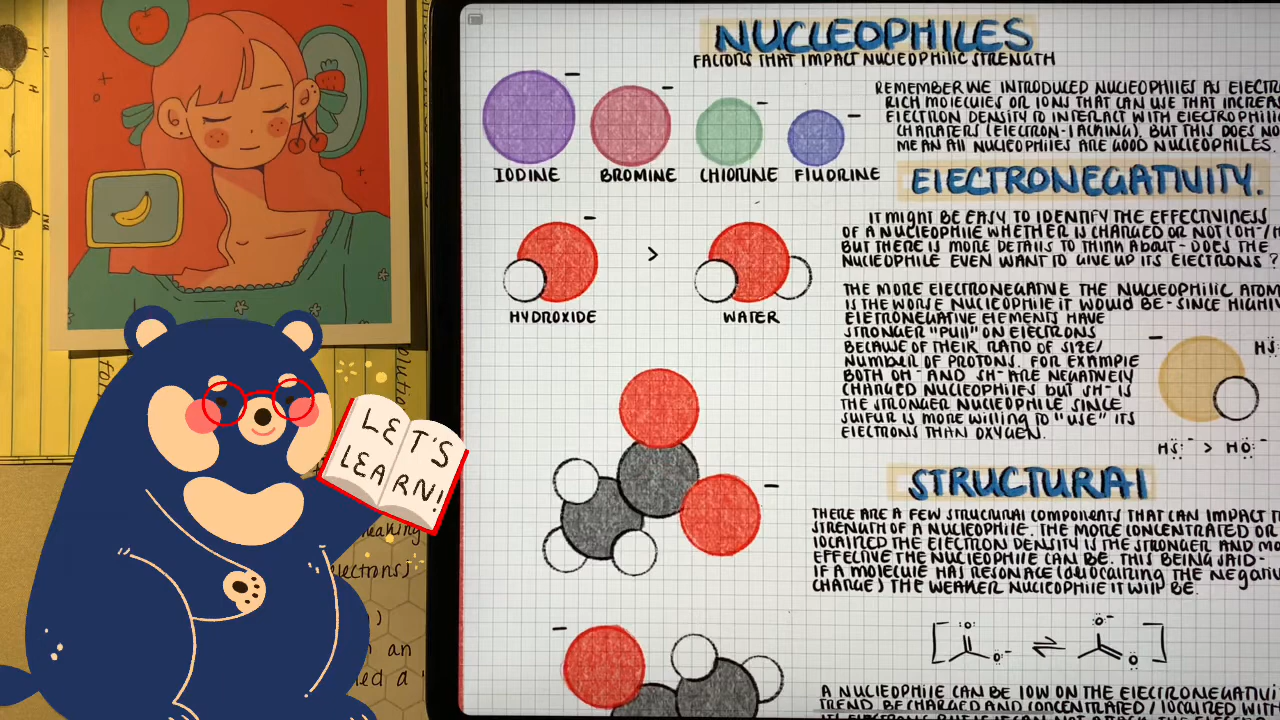 NUCLEOPHILES
FACTORS THAT IMPACT NUCLEOPHILIC STRENGTH
IODINE BROMINE CHLORINE FLUORINE
REMEMBER WE INTRODUCED NUCLEOPHILES AS ELECTR
RICH MOLECULES OR IONS THAT CAN USE THAT INCREA
ELECTRON DENSITY TO INTERACT WITH ELECTROPHILI
CHARATERS (ELECTRON-LACKING), BUT THIS DOES NO
MEAN ALL NUCLEOPHILES ARE GOOD NUCLEOPHILES.
ELECTRONEGATIVITY.
IT MIGHT BE EASY TO IDENTIFY THE EFFECTIVINESS
OF A NUCLEOPHILE WHETHER IS CHARGED OR NOT (OH-/H
BUT THERE IS MORE DETAILS TO THINK ABOUT - DOES THE
NUCLEOPHILE EVEN WANT TO GIVE UP ITS ELECTRONS?
>
HYDROXIDE WATER
THE MORE ELECTRONEGATIVE THE NUCLEOPHILIC ATOM
IS THE WORSE NUCLEOPHILE IT WOULD BE - SINCE HIGHLY
ELETRONEGATIVE ELEMENTS HAVE
STRONGER "PULL" ON ELECTRONS
BECAUSE OF THEIR RATIO OF SIZE/
NUMBER OF PROTONS. FOR EXAMPLE
BOTH OH- AND SH- ARE NEGATIVELY
CHARGED NUCLEOPHILES BUT SH- IS
THE STRONGER NUCLEOPHILE SINCE
SULFUR IS MORE WILLING TO "USE" ITS
ELECTRONS THAN OXYGEN.
HS:
HS:⁻ > HO:⁻
STRUCTURAL
THERE ARE A FEW STRUCTURAL COMPONENTS THAT CAN IMPACT T
STRENGTH OF A NUCLEOPHILE. THE MORE CONCENTRATED OR
LOCALIZED THE ELECTRON DENSITY IS THE STRONGER AND MO
EFFECTIVE THE NUCLEOPHILE CAN BE. THIS BEING SAID -
IF A MOLECULE HAS RESONACE (DELOCALIZING THE NEGATIV
CHARGE) THE WEAKER NUCLEOPHILE IT WILL BE.
:O: O:⁻ ⇌ :O:⁻ O:
A NUCLEOPHILE CAN BE LOW ON THE ELECTRONEGATIVI
TREND, BE CHARGED AND CONCENTRATED / LOCALIZED WITH
LET'S
LEARN!
electrons)
an